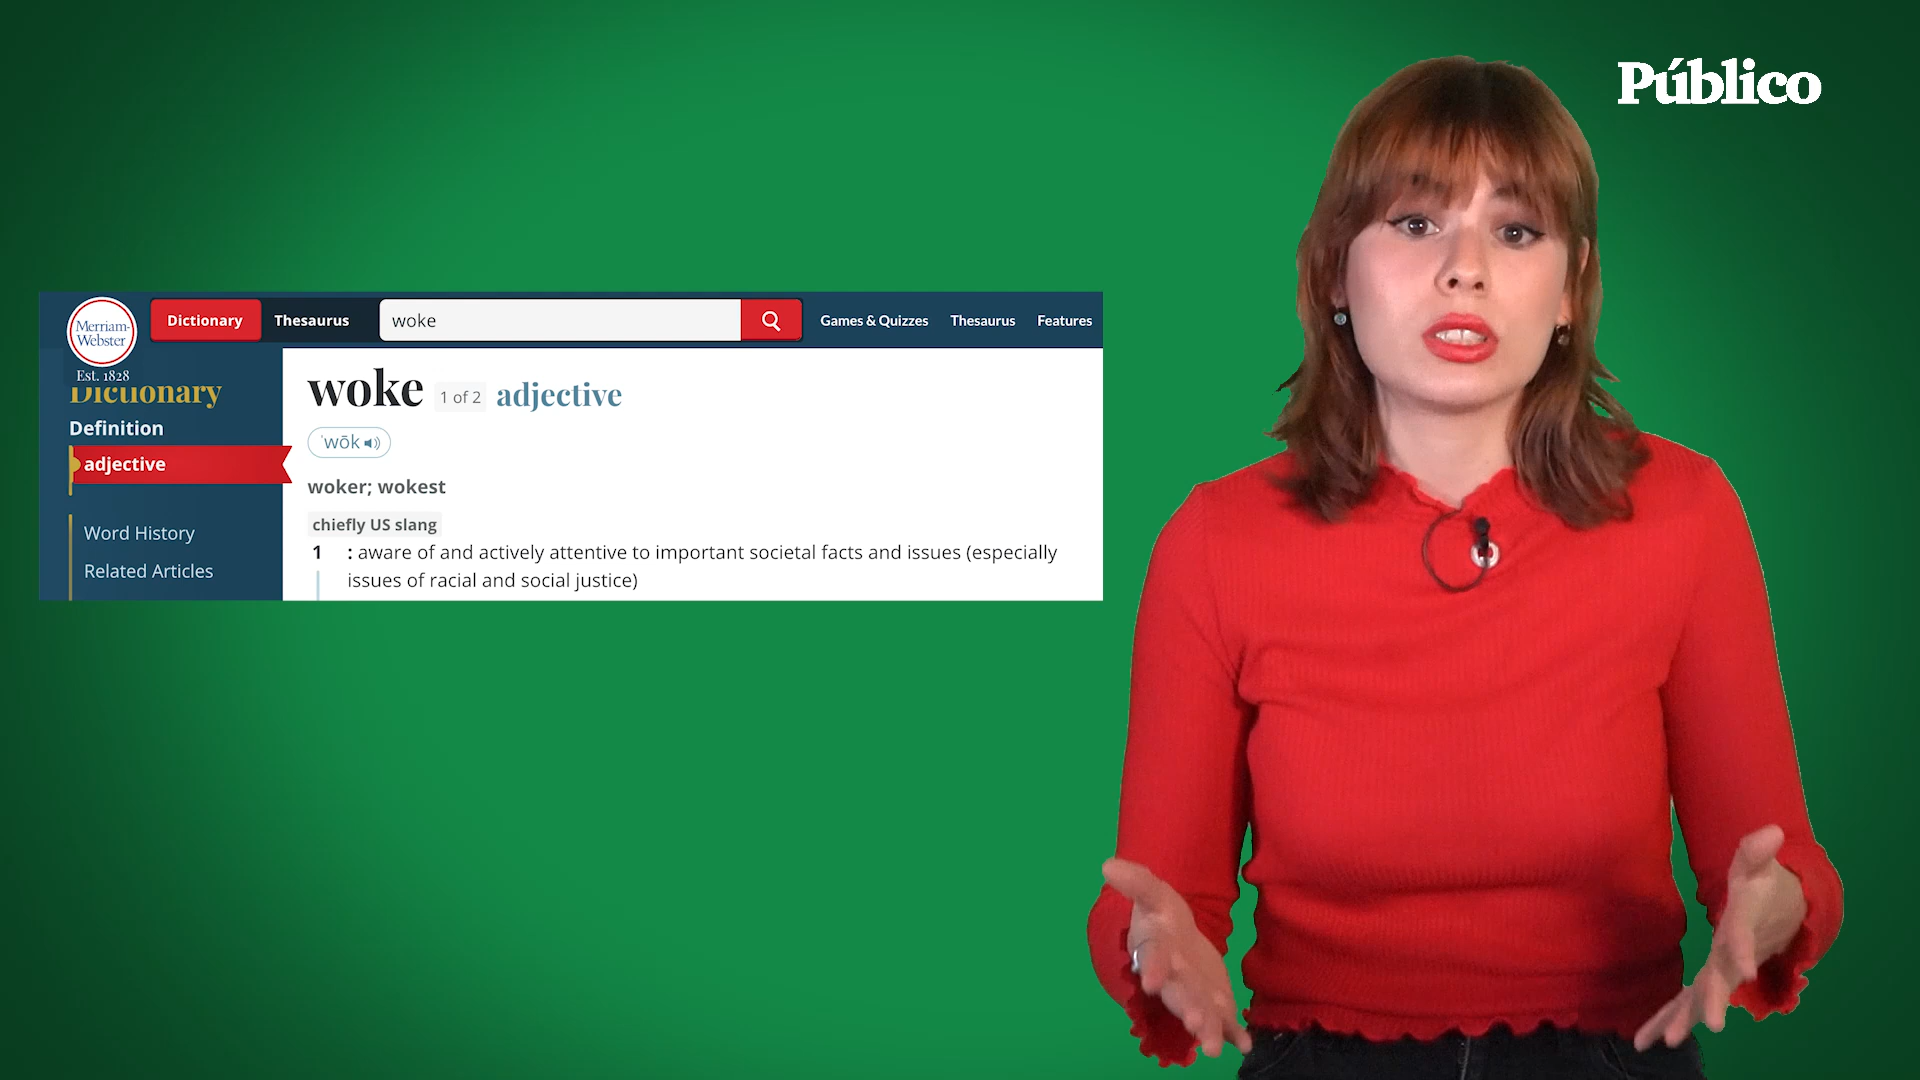 Público
Dictionary Thesaurus woke Games & Quizzes Thesaurus Features
Merriam-
Webster
Est. 1828
Dictionary
Definition
adjective
Word History
Related Articles
woke 1 of 2 adjective
ˈwōk
woker; wokest
chiefly US slang
1 : aware of and actively attentive to important societal facts and issues (especially
issues of racial and social justice)